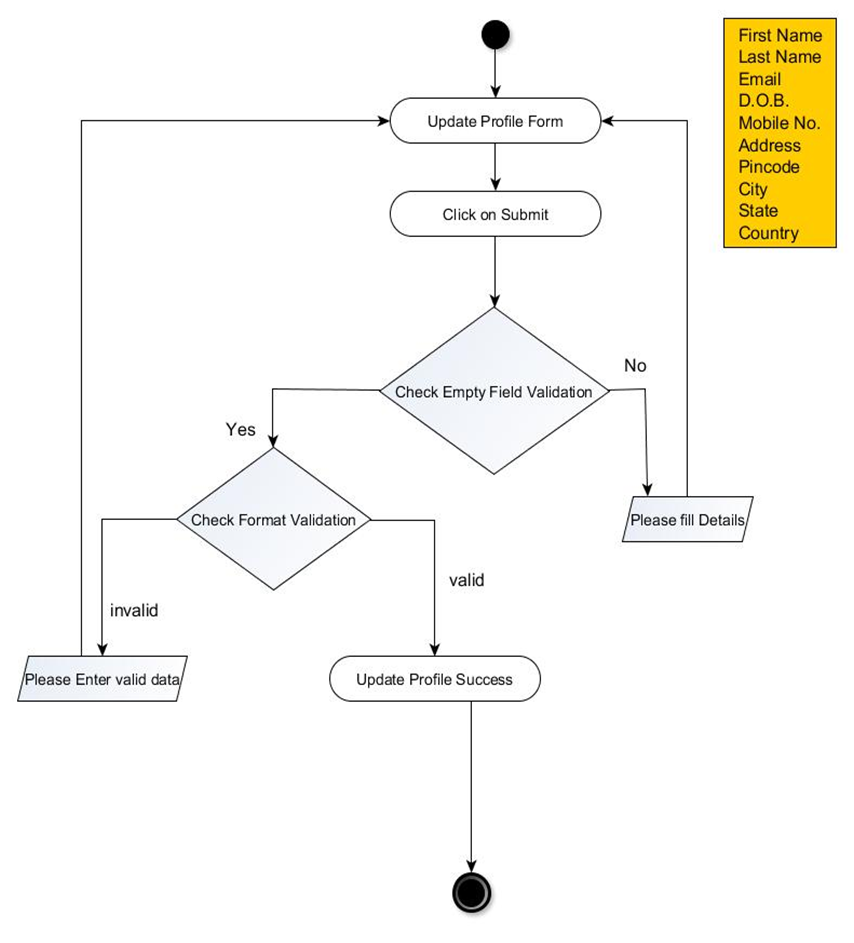 First Name
Last Name
Email
D.O.B.
Mobile No.
Address
Pincode
City
State
Country
Update Profile Form
Click on Submit
Check Empty Field Validation
No
Yes
Check Format Validation
Please fill Details
valid
invalid
Please Enter valid data
Update Profile Success